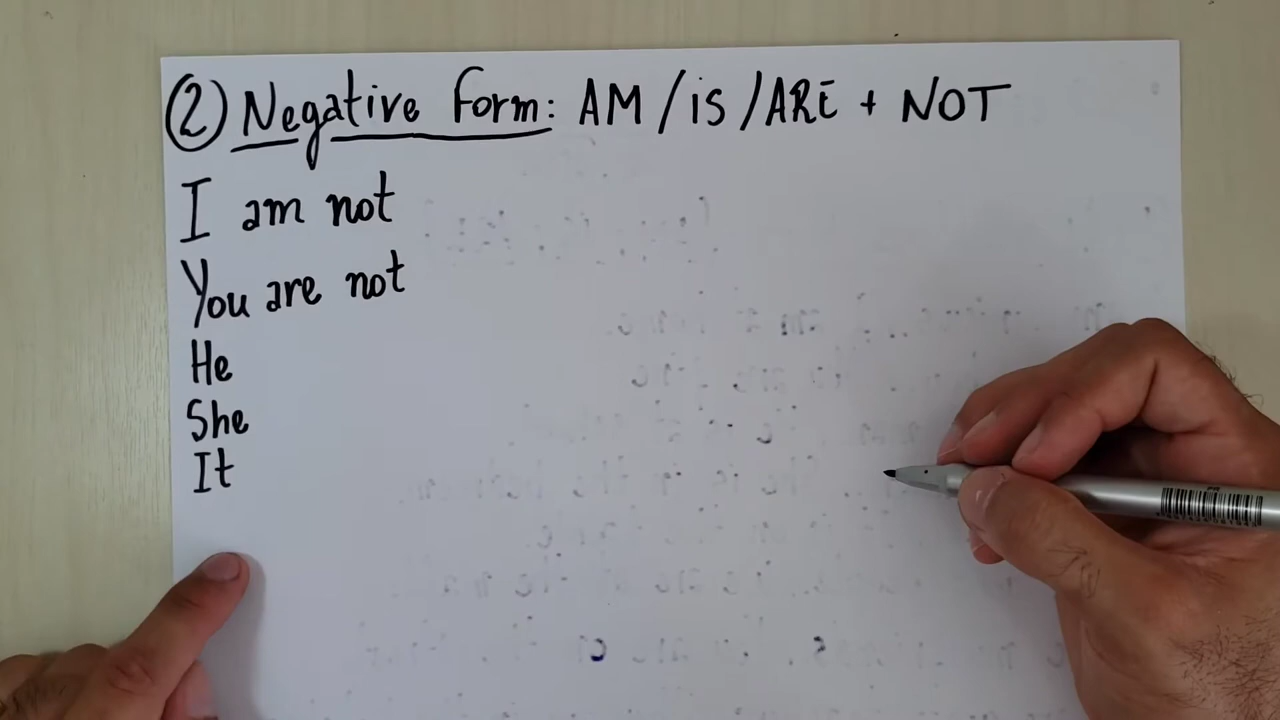 ② Negative Form: AM / iS / ARE + NOT
I am not
You are not
He
She
It